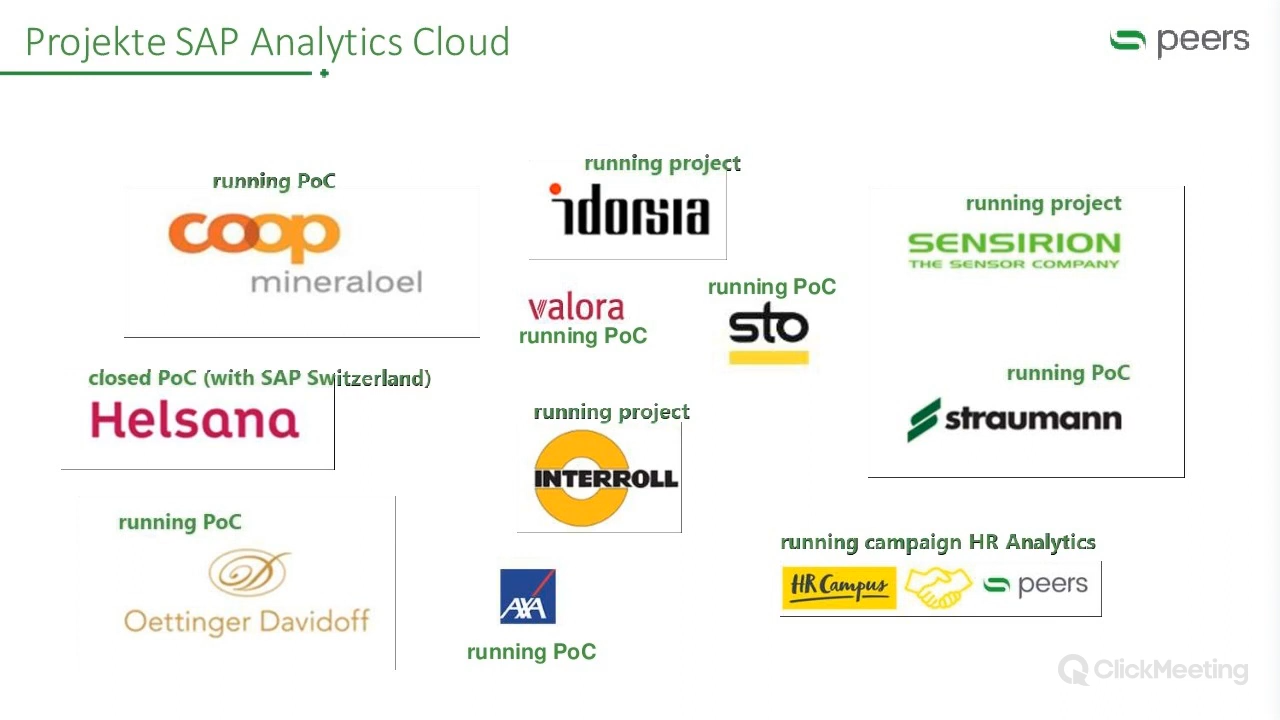 Projekte SAP Analytics Cloud
peers
running PoC
coop
mineraloel
running project
idorsia
running project
SENSIRION
THE SENSOR COMPANY
valora
running PoC
running PoC
sto
closed PoC (with SAP Switzerland)
Helsana
running project
INTERROLL
running PoC
straumann
running PoC
Oettinger Davidoff
AXA
running PoC
running campaign HR Analytics
HR Campus
peers
ClickMeeting